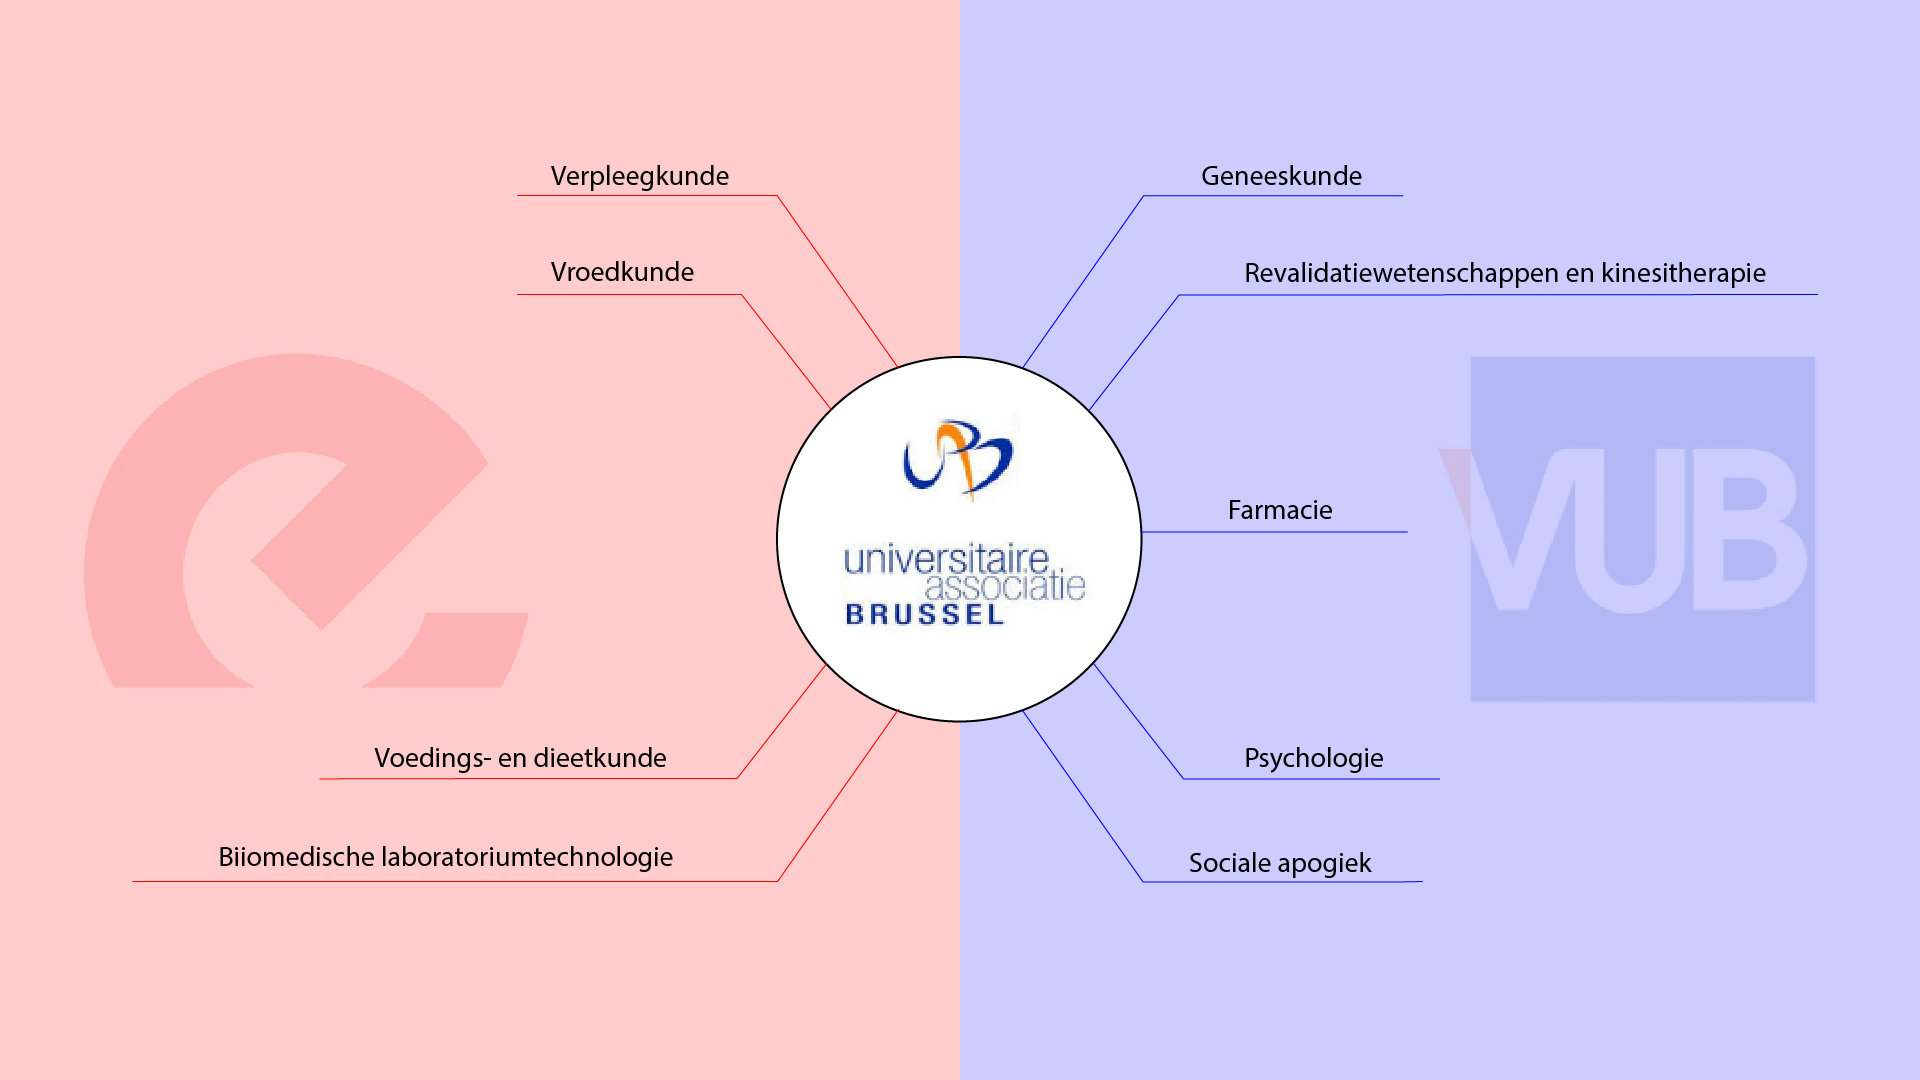 Verpleegkunde
Vroedkunde
Voedings- en dieetkunde
Biiomedische laboratoriumtechnologie
UAB
universitaire
associatie
BRUSSEL
Geneeskunde
Revalidatiewetenschappen en kinesitherapie
Farmacie
Psychologie
Sociale apogiek
e
VUB